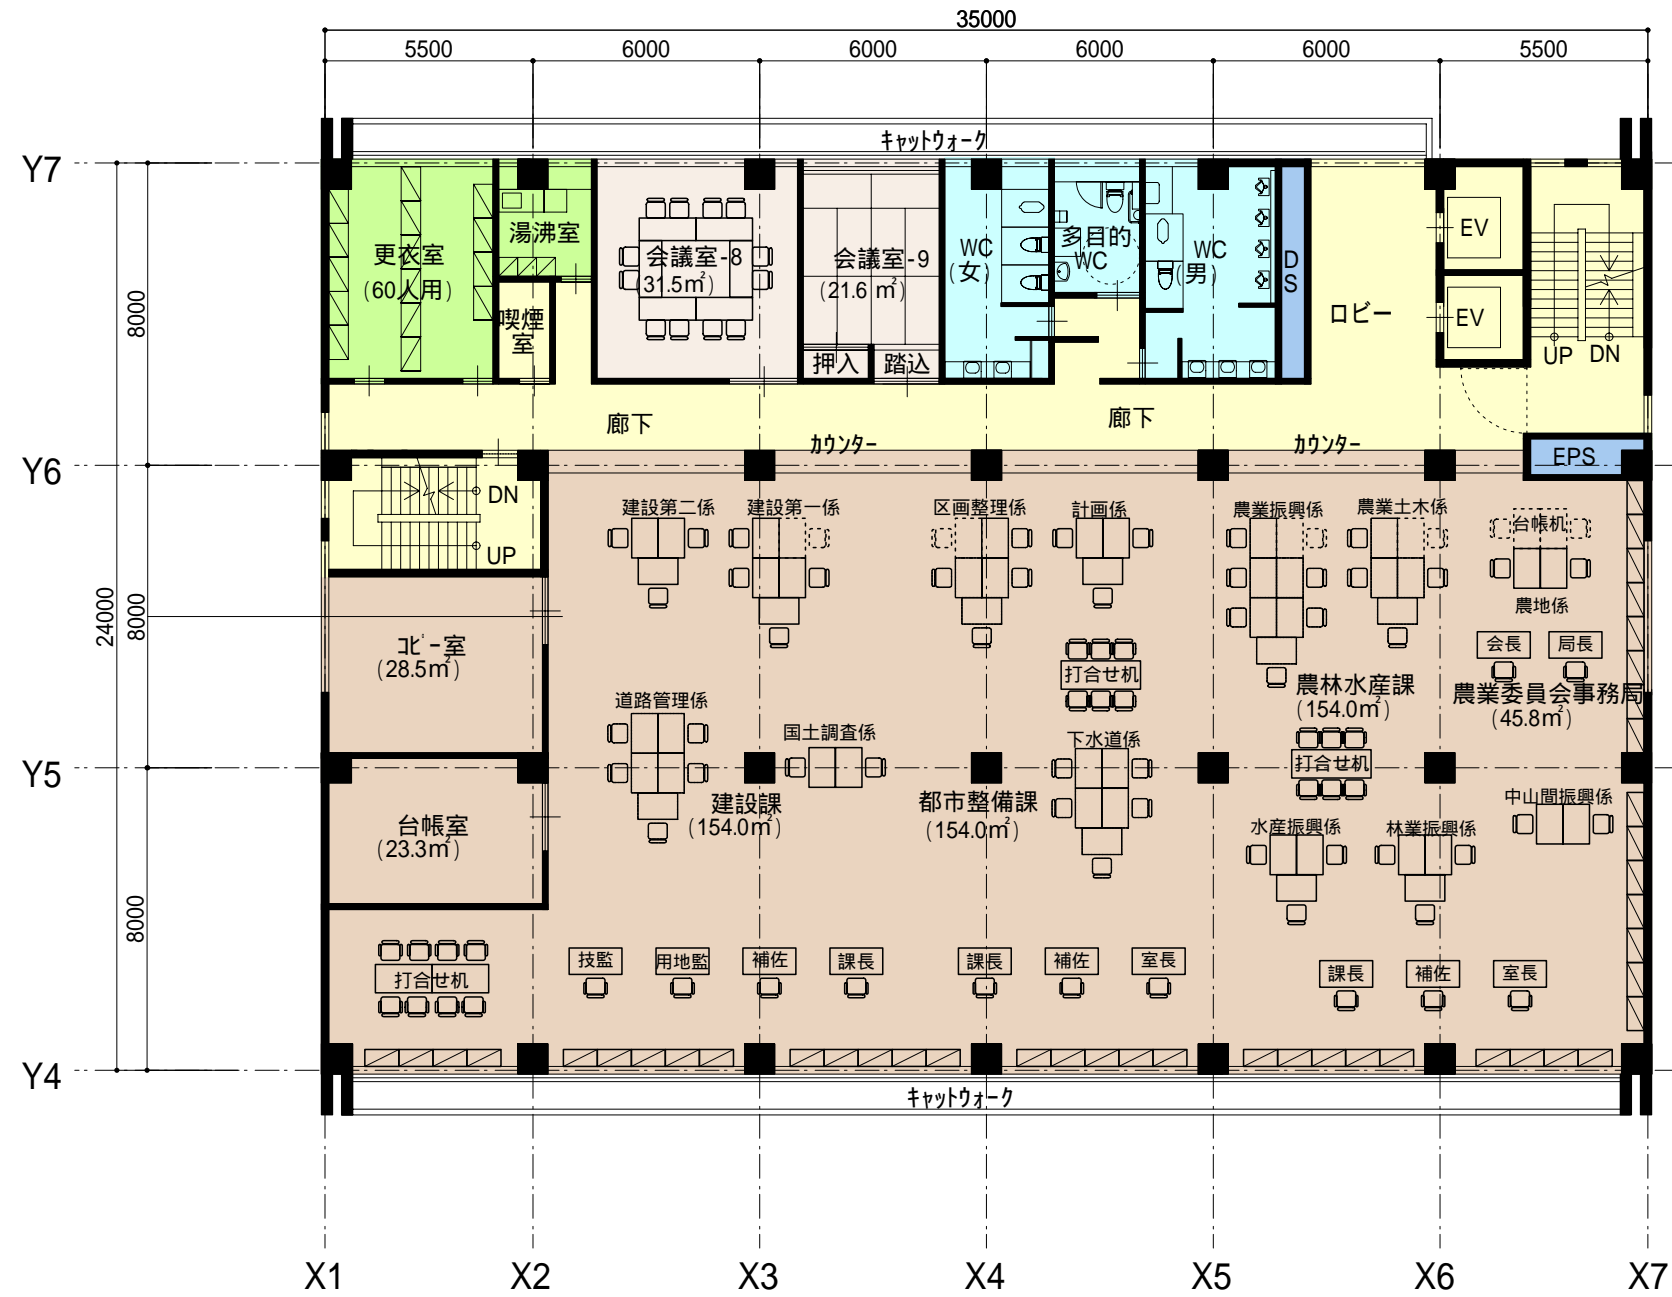 35000
5500
6000
6000
6000
6000
5500
キャットウォーク
Y7
更衣室
(60人用)
湯沸室
喫煙
室
会議室-8
(31.5㎡)
会議室-9
(21.6 ㎡)
押入
踏込
WC
(女)
多目的
WC
WC
(男)
DS
ロビー
EV
EV
UP
DN
8000
廊下
廊下
カウンター
カウンター
EPS
Y6
DN
UP
建設第二係
建設第一係
区画整理係
計画係
農業振興係
農業土木係
台帳机
農地係
会長
局長
24000
8000
コピー室
(28.5㎡)
打合せ机
農林水産課
(154.0㎡)
農業委員会事務局
(45.8㎡)
道路管理係
国土調査係
下水道係
打合せ机
Y5
台帳室
(23.3㎡)
建設課
(154.0㎡)
都市整備課
(154.0㎡)
水産振興係
林業振興係
中山間振興係
8000
打合せ机
技監
用地監
補佐
課長
課長
補佐
室長
課長
補佐
室長
Y4
キャットウォーク
X1
X2
X3
X4
X5
X6
X7